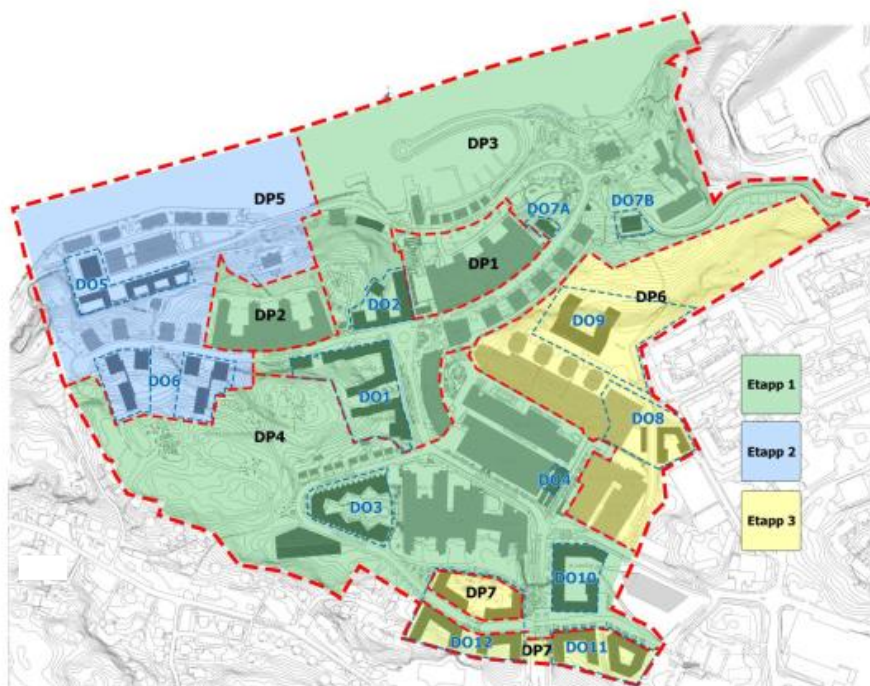 DP3
DP5
DO7A
DO7B
DP1
DO5
DO2
DP6
DP2
DO9
Etapp 1
DO6
DO1
DO8
DP4
Etapp 2
DO4
DO3
Etapp 3
DO10
DP7
DO12
DP7
DO11